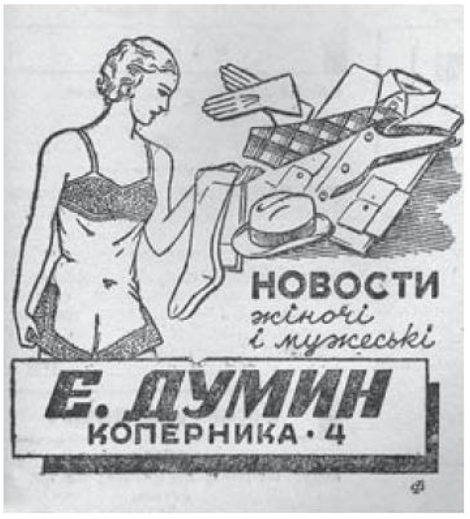 НОВОСТИ
жіночі
і мужеські
Е. ДУМИН
КОПЕРНИКА · 4
Ф